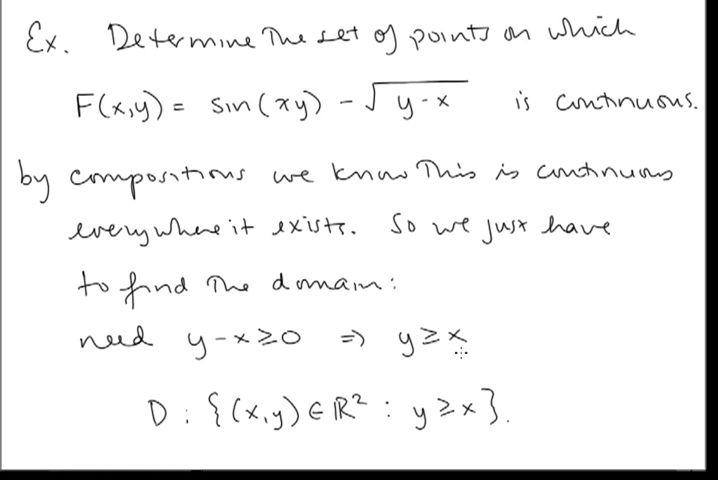 Ex. Determine The set of points on which
F(x,y) = sin(xy) - √y-x is continuous.
by compositions we know This is continuous
everywhere it exists. So we just have
to find The domain:
need y-x≥0 ⇒ y≥x
D: {(x,y) ∈ ℝ² : y≥x}.